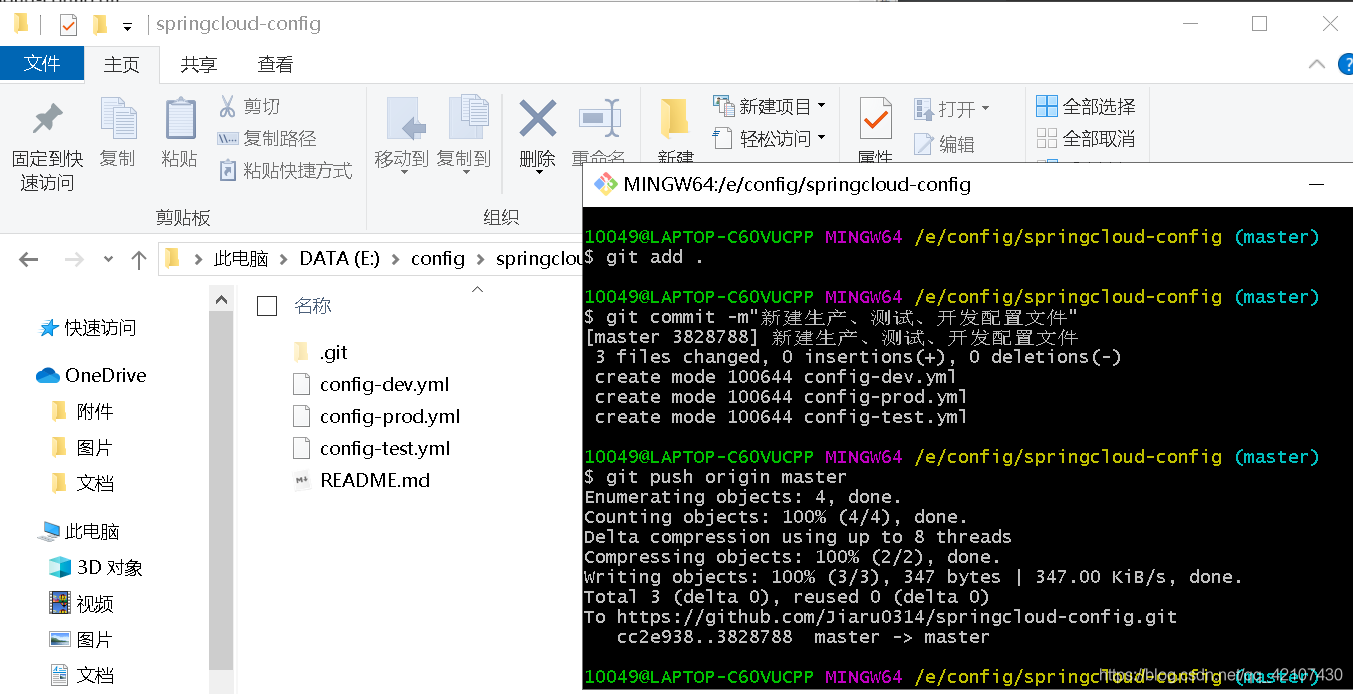 springcloud-config
文件 主页 共享 查看
固定到快速访问
复制
粘贴
剪切
复制路径
粘贴快捷方式
剪贴板
移动到
复制到
删除
重命名
组织
新建
新建项目
轻松访问
属性
打开
编辑
全部选择
全部取消
此电脑 DATA (E:) config springclou
快速访问
OneDrive
附件
图片
文档
此电脑
3D 对象
视频
图片
文档
名称
.git
config-dev.yml
config-prod.yml
config-test.yml
README.md
MINGW64:/e/config/springcloud-config
10049@LAPTOP-C6OVUCPP MINGW64 /e/config/springcloud-config (master)
$ git add .
10049@LAPTOP-C6OVUCPP MINGW64 /e/config/springcloud-config (master)
$ git commit -m"新建生产、测试、开发配置文件"
[master 3828788] 新建生产、测试、开发配置文件
3 files changed, 0 insertions(+), 0 deletions(-)
create mode 100644 config-dev.yml
create mode 100644 config-prod.yml
create mode 100644 config-test.yml
10049@LAPTOP-C6OVUCPP MINGW64 /e/config/springcloud-config (master)
$ git push origin master
Enumerating objects: 4, done.
Counting objects: 100% (4/4), done.
Delta compression using up to 8 threads
Compressing objects: 100% (2/2), done.
Writing objects: 100% (3/3), 347 bytes | 347.00 KiB/s, done.
Total 3 (delta 0), reused 0 (delta 0)
To https://github.com/Jiaru0314/springcloud-config.git
cc2e938..3828788 master -> master
10049@LAPTOP-C6OVUCPP MINGW64 /e/config/springcloud-config (master)
https://blog.csdn.net/qq_42107430